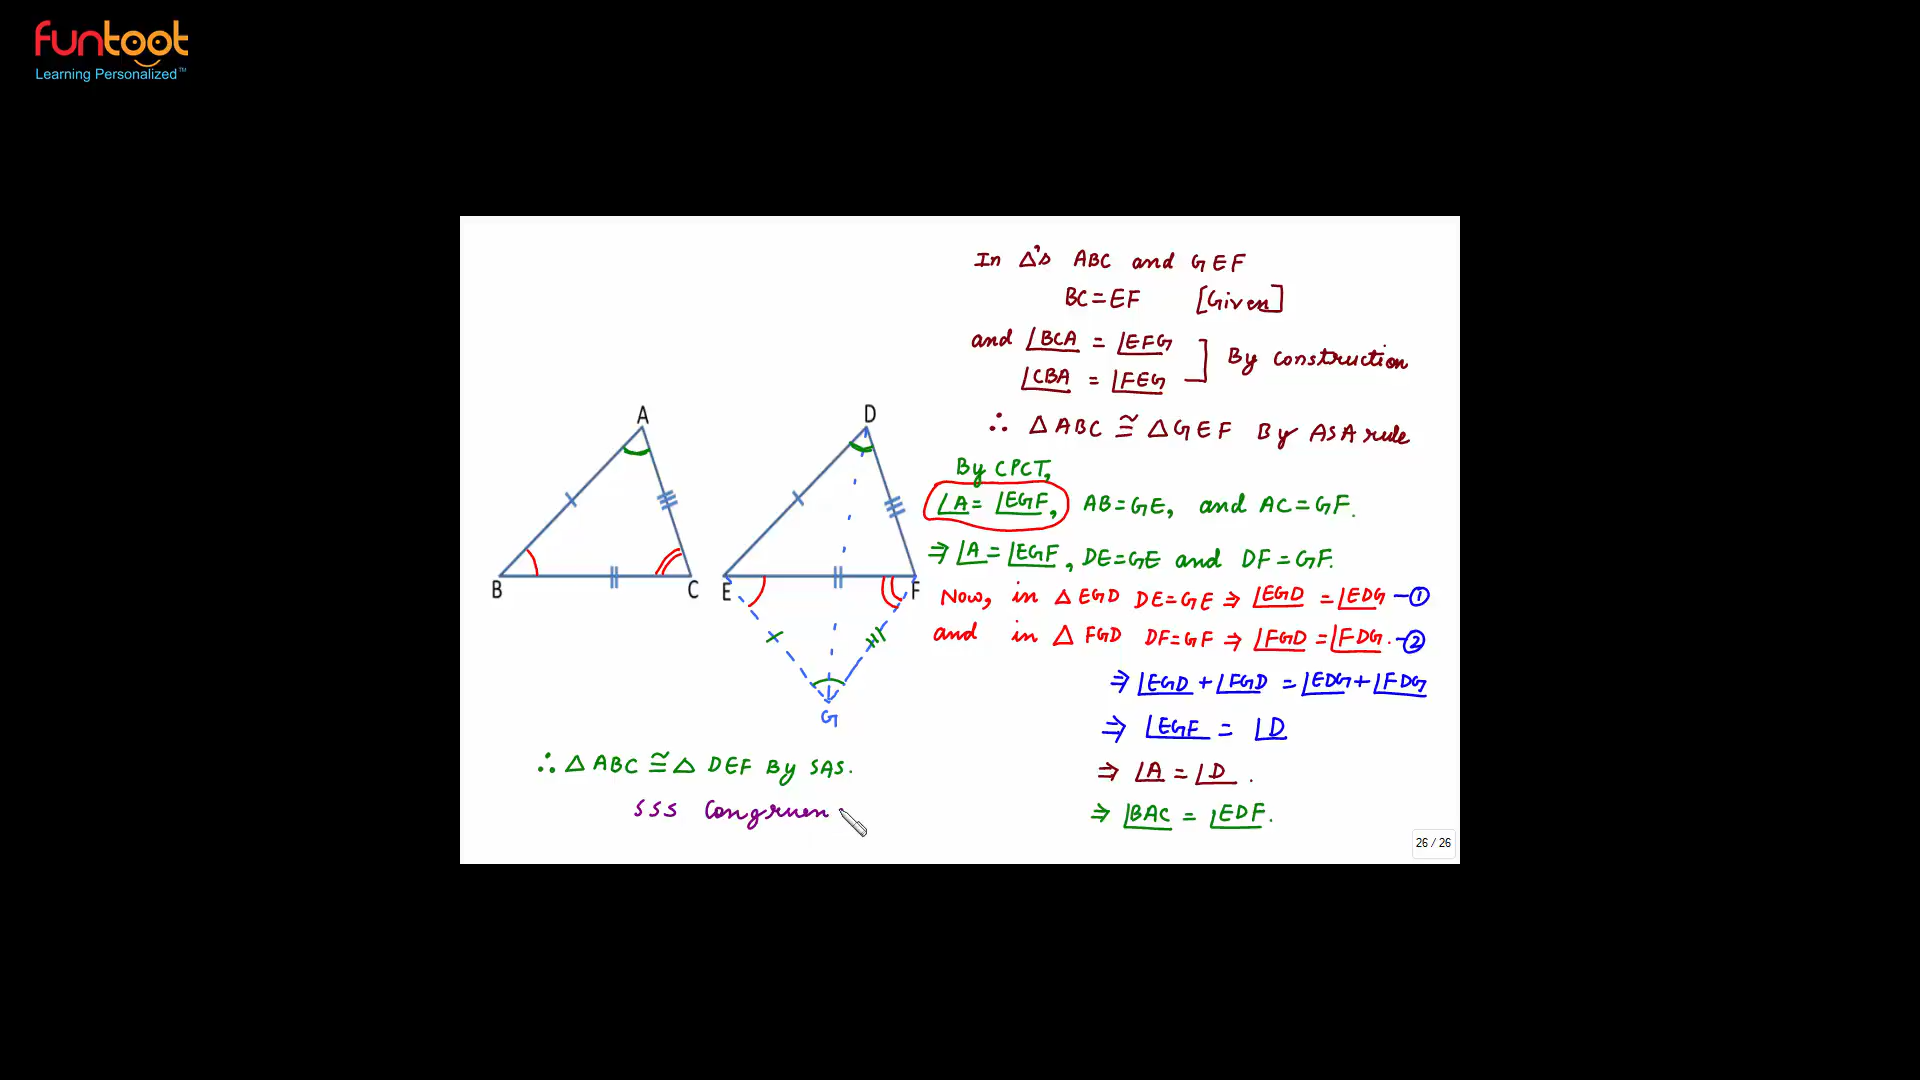 funtoot
Learning Personalized™
In Δ's ABC and GEF
BC = EF [Given]
and ∠BCA = ∠EFG
∠CBA = ∠FEG
By construction
∴ Δ ABC ≅ Δ GEF By ASA rule
By CPCT,
∠A = ∠EGF, AB = GE, and AC = GF.
⇒ ∠A = ∠EGF, DE = GE and DF = GF.
Now, in Δ EGD DE = GE ⇒ ∠EGD = ∠EDG – ①
and in Δ FGD DF = GF ⇒ ∠FGD = ∠FDG. – ②
⇒ ∠EGD + ∠FGD = ∠EDG + ∠FDG
⇒ ∠EGF = ∠D
⇒ ∠A = ∠D.
⇒ ∠BAC = ∠EDF.
A
B
C
D
E
F
G
∴ Δ ABC ≅ Δ DEF By SAS.
SSS Congruen
26 / 26